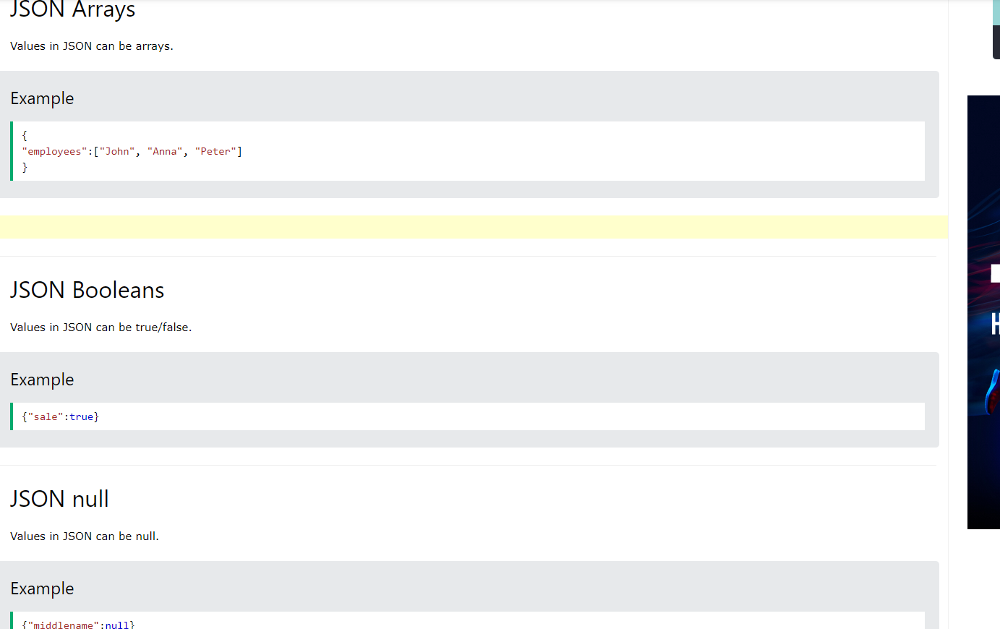 JSON Arrays
Values in JSON can be arrays.
Example
{
"employees":["John", "Anna", "Peter"]
}
JSON Booleans
Values in JSON can be true/false.
Example
{"sale":true}
JSON null
Values in JSON can be null.
Example
{"middlename":null}
H